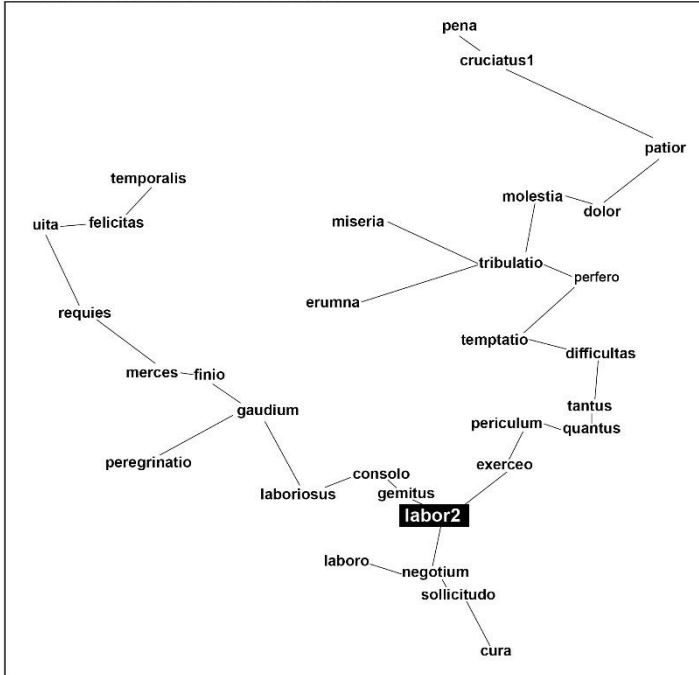 pena
cruciatus1
patior
temporalis
molestia
dolor
uita
felicitas
miseria
tribulatio
perfero
erumna
requies
temptatio
difficultas
merces
finio
tantus
gaudium
periculum
quantus
peregrinatio
exerceo
consolo
laboriosus
gemitus
labor2
laboro
negotium
sollicitudo
cura